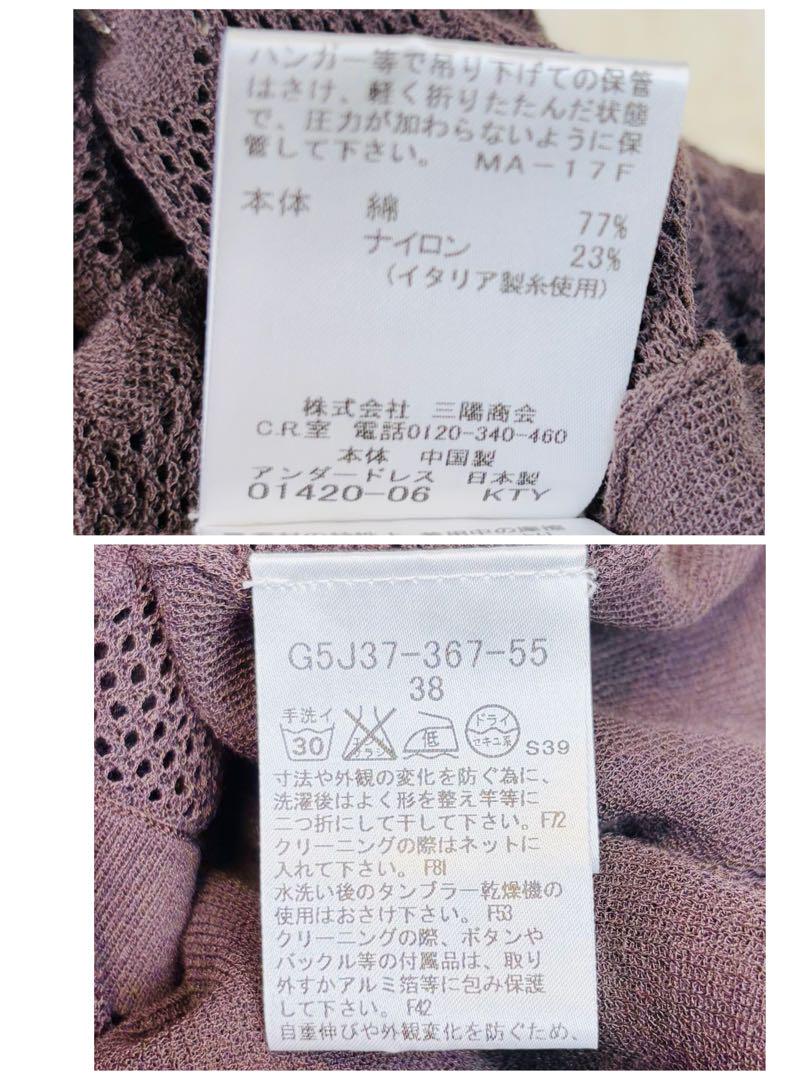 ハンガー等で吊り下げての保管
はさけ、軽く折りたたんだ状態
で、圧力が加わらないように保
管して下さい。 MA-17F
本体 綿 77%
ナイロン 23%
(イタリア製糸使用)
株式会社 三陽商会
C.R.室 電話0120-340-460
本体 中国製
アンダードレス 日本製
01420-06 KTY
G5J37-367-55
38
手洗イ
30 エンソサラシ 低 ドライ セキユ系 S39
寸法や外観の変化を防ぐ為に、
洗濯後はよく形を整え竿等に
二つ折にして干して下さい。F72
クリーニングの際はネットに
入れて下さい。F81
水洗い後のタンブラー乾燥機の
使用はおさけ下さい。F53
クリーニングの際、ボタンや
バックル等の付属品は、取り
外すかアルミ箔等に包み保護
して下さい。F42
自重伸びや外観変化を防ぐため、